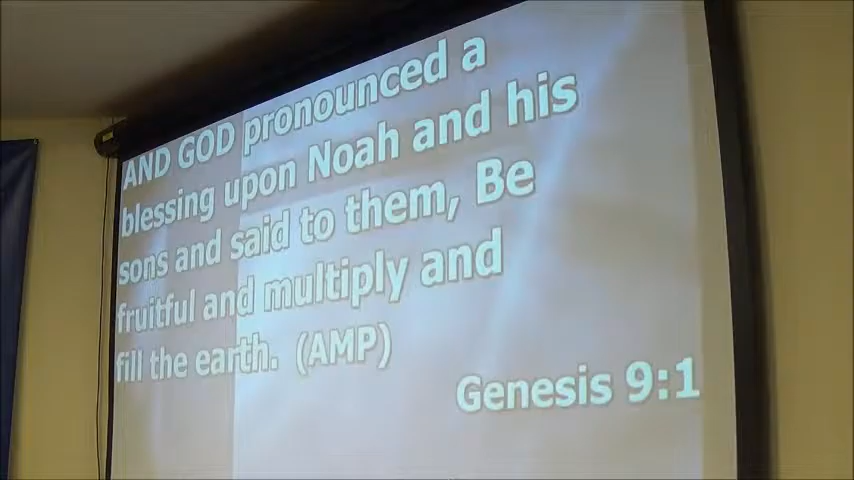 AND GOD pronounced a
blessing upon Noah and his
sons and said to them, Be
fruitful and multiply and
fill the earth. (AMP)
Genesis 9:1